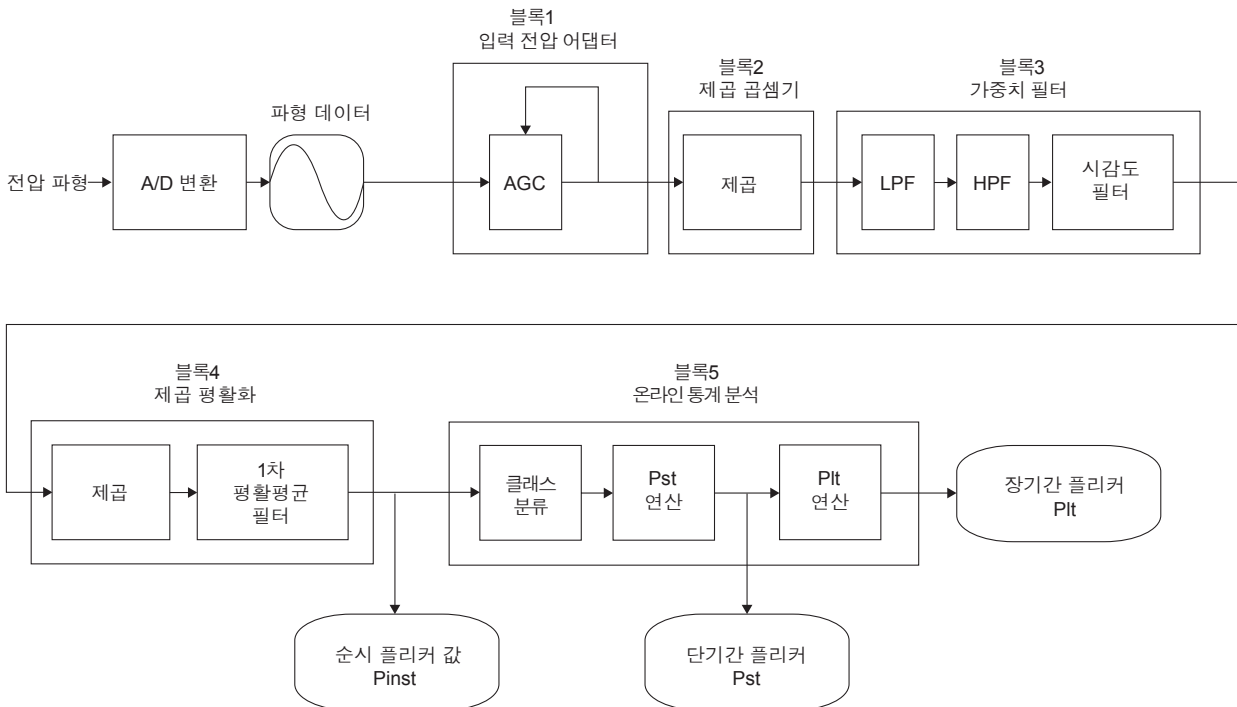 블록1
입력 전압 어댑터
블록2
제곱 곱셈기
블록3
가중치 필터
파형 데이터
전압 파형
A/D 변환
AGC
제곱
LPF
HPF
시감도
필터
블록4
제곱 평활화
블록5
온라인 통계 분석
제곱
1차
평활평균
필터
클래스
분류
Pst
연산
Plt
연산
장기간 플리커
Plt
순시 플리커 값
Pinst
단기간 플리커
Pst